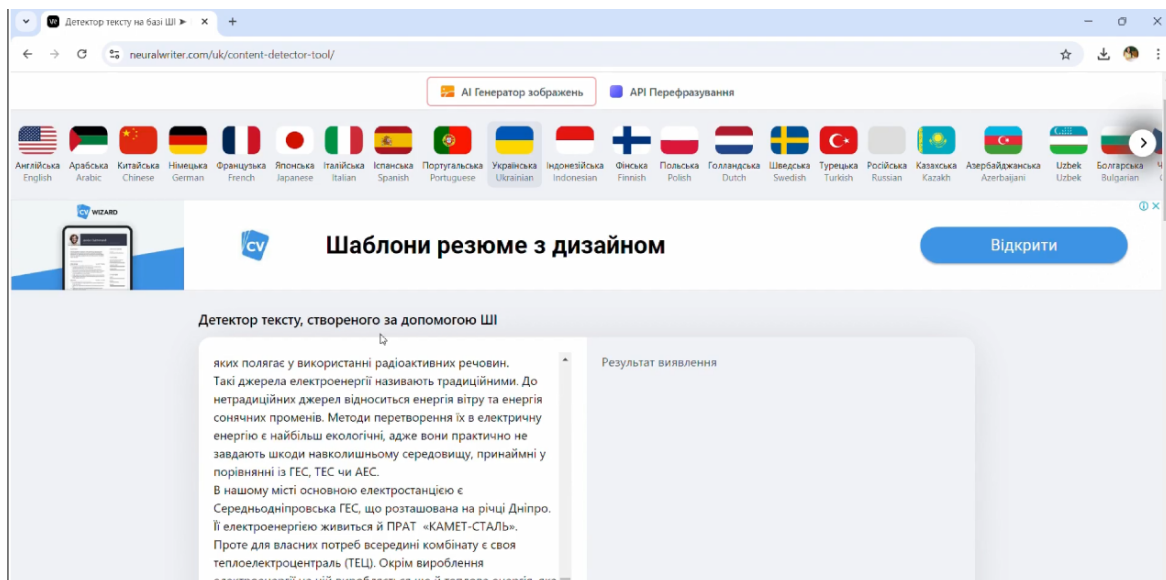 Детектор тексту на базі ШІ ➤
neuralwriter.com/uk/content-detector-tool/
AI Генератор зображень
API Перефразування
Англійська Арабська Китайська Німецька Французька Японська Італійська Іспанська Португальська Українська Індонезійська Фінська Польська Голландська Шведська Турецька Російська Казахська Азербайджанська Uzbek Болгарська
English Arabic Chinese German French Japanese Italian Spanish Portuguese Ukrainian Indonesian Finnish Polish Dutch Swedish Turkish Russian Kazakh Azerbaijani Uzbek Bulgarian
CV WIZARD
CV
Шаблони резюме з дизайном
Відкрити
Детектор тексту, створеного за допомогою ШІ
яких полягає у використанні радіоактивних речовин.
Такі джерела електроенергії називають традиційними. До
нетрадиційних джерел відноситься енергія вітру та енергія
сонячних променів. Методи перетворення їх в електричну
енергію є найбільш екологічні, адже вони практично не
завдають шкоди навколишньому середовищу, принаймні у
порівнянні із ГЕС, ТЕС чи АЕС.
В нашому місті основною електростанцією є
Середньодніпровська ГЕС, що розташована на річці Дніпро.
Її електроенергією живиться й ПРАТ «КАМЕТ-СТАЛЬ».
Проте для власних потреб всередині комбінату є своя
теплоелектроцентраль (ТЕЦ). Окрім вироблення
Результат виявлення